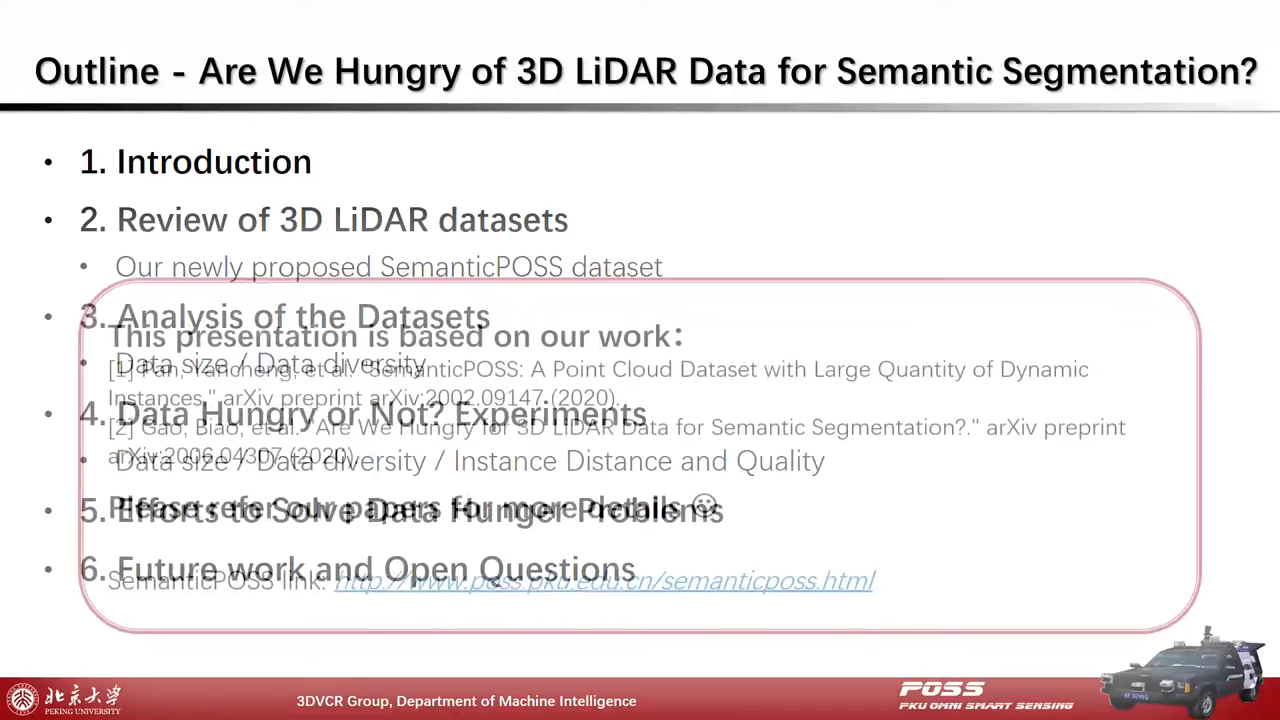 Outline - Are We Hungry of 3D LiDAR Data for Semantic Segmentation?
• 1. Introduction
• 2. Review of 3D LiDAR datasets
• Our newly proposed SemanticPOSS dataset
• 3. Analysis of the Datasets
• Data size / Data diversity
• 4. Data Hungry or Not? Experiments
• Data size / Data diversity / Instance Distance and Quality
• 5. Efforts to Solve Data Hunger Problems
• 6. Future work and Open Questions
This presentation is based on our work:
[1] Pan, Yancheng, et al. "SemanticPOSS: A Point Cloud Dataset with Large Quantity of Dynamic
Instances." arXiv preprint arXiv:2002.09147 (2020).
[2] Gao, Biao, et al. "Are We Hungry for 3D LiDAR Data for Semantic Segmentation?." arXiv preprint
arXiv:2006.04307 (2020).
Please refer our papers for more details 😀
SemanticPOSS link: http://www.poss.pku.edu.cn/semanticposs.html
北京大学
PEKING UNIVERSITY
3DVCR Group, Department of Machine Intelligence
POSS
PKU OMNI SMART SENSING